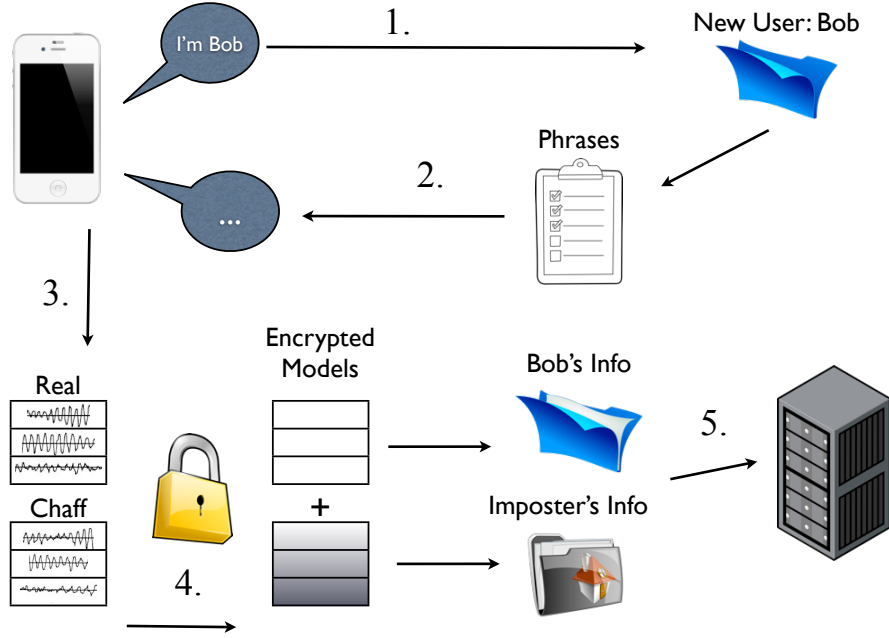 1.
New User: Bob
I'm Bob
Phrases
2.
...
3.
Encrypted
Models
Bob's Info
Real
5.
Chaff
+
Imposter's Info
4.